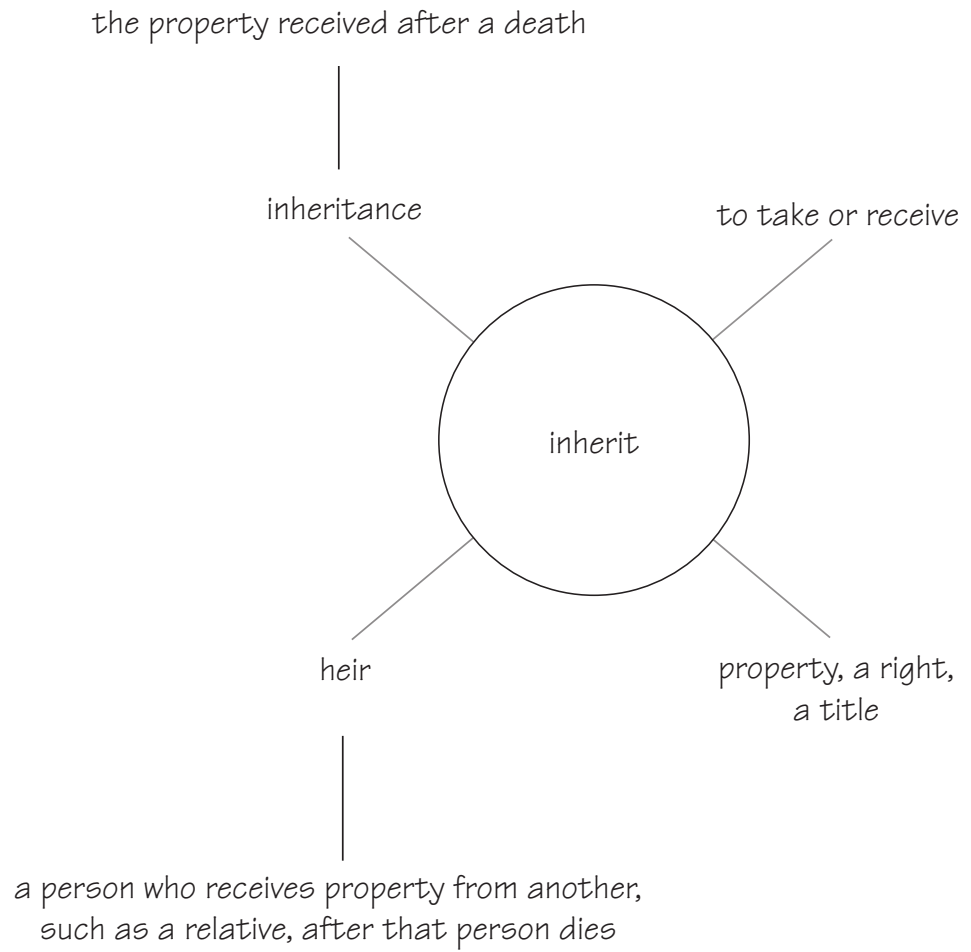 the property received after a death
inheritance
to take or receive
inherit
heir
property, a right,
a title
a person who receives property from another,
such as a relative, after that person dies